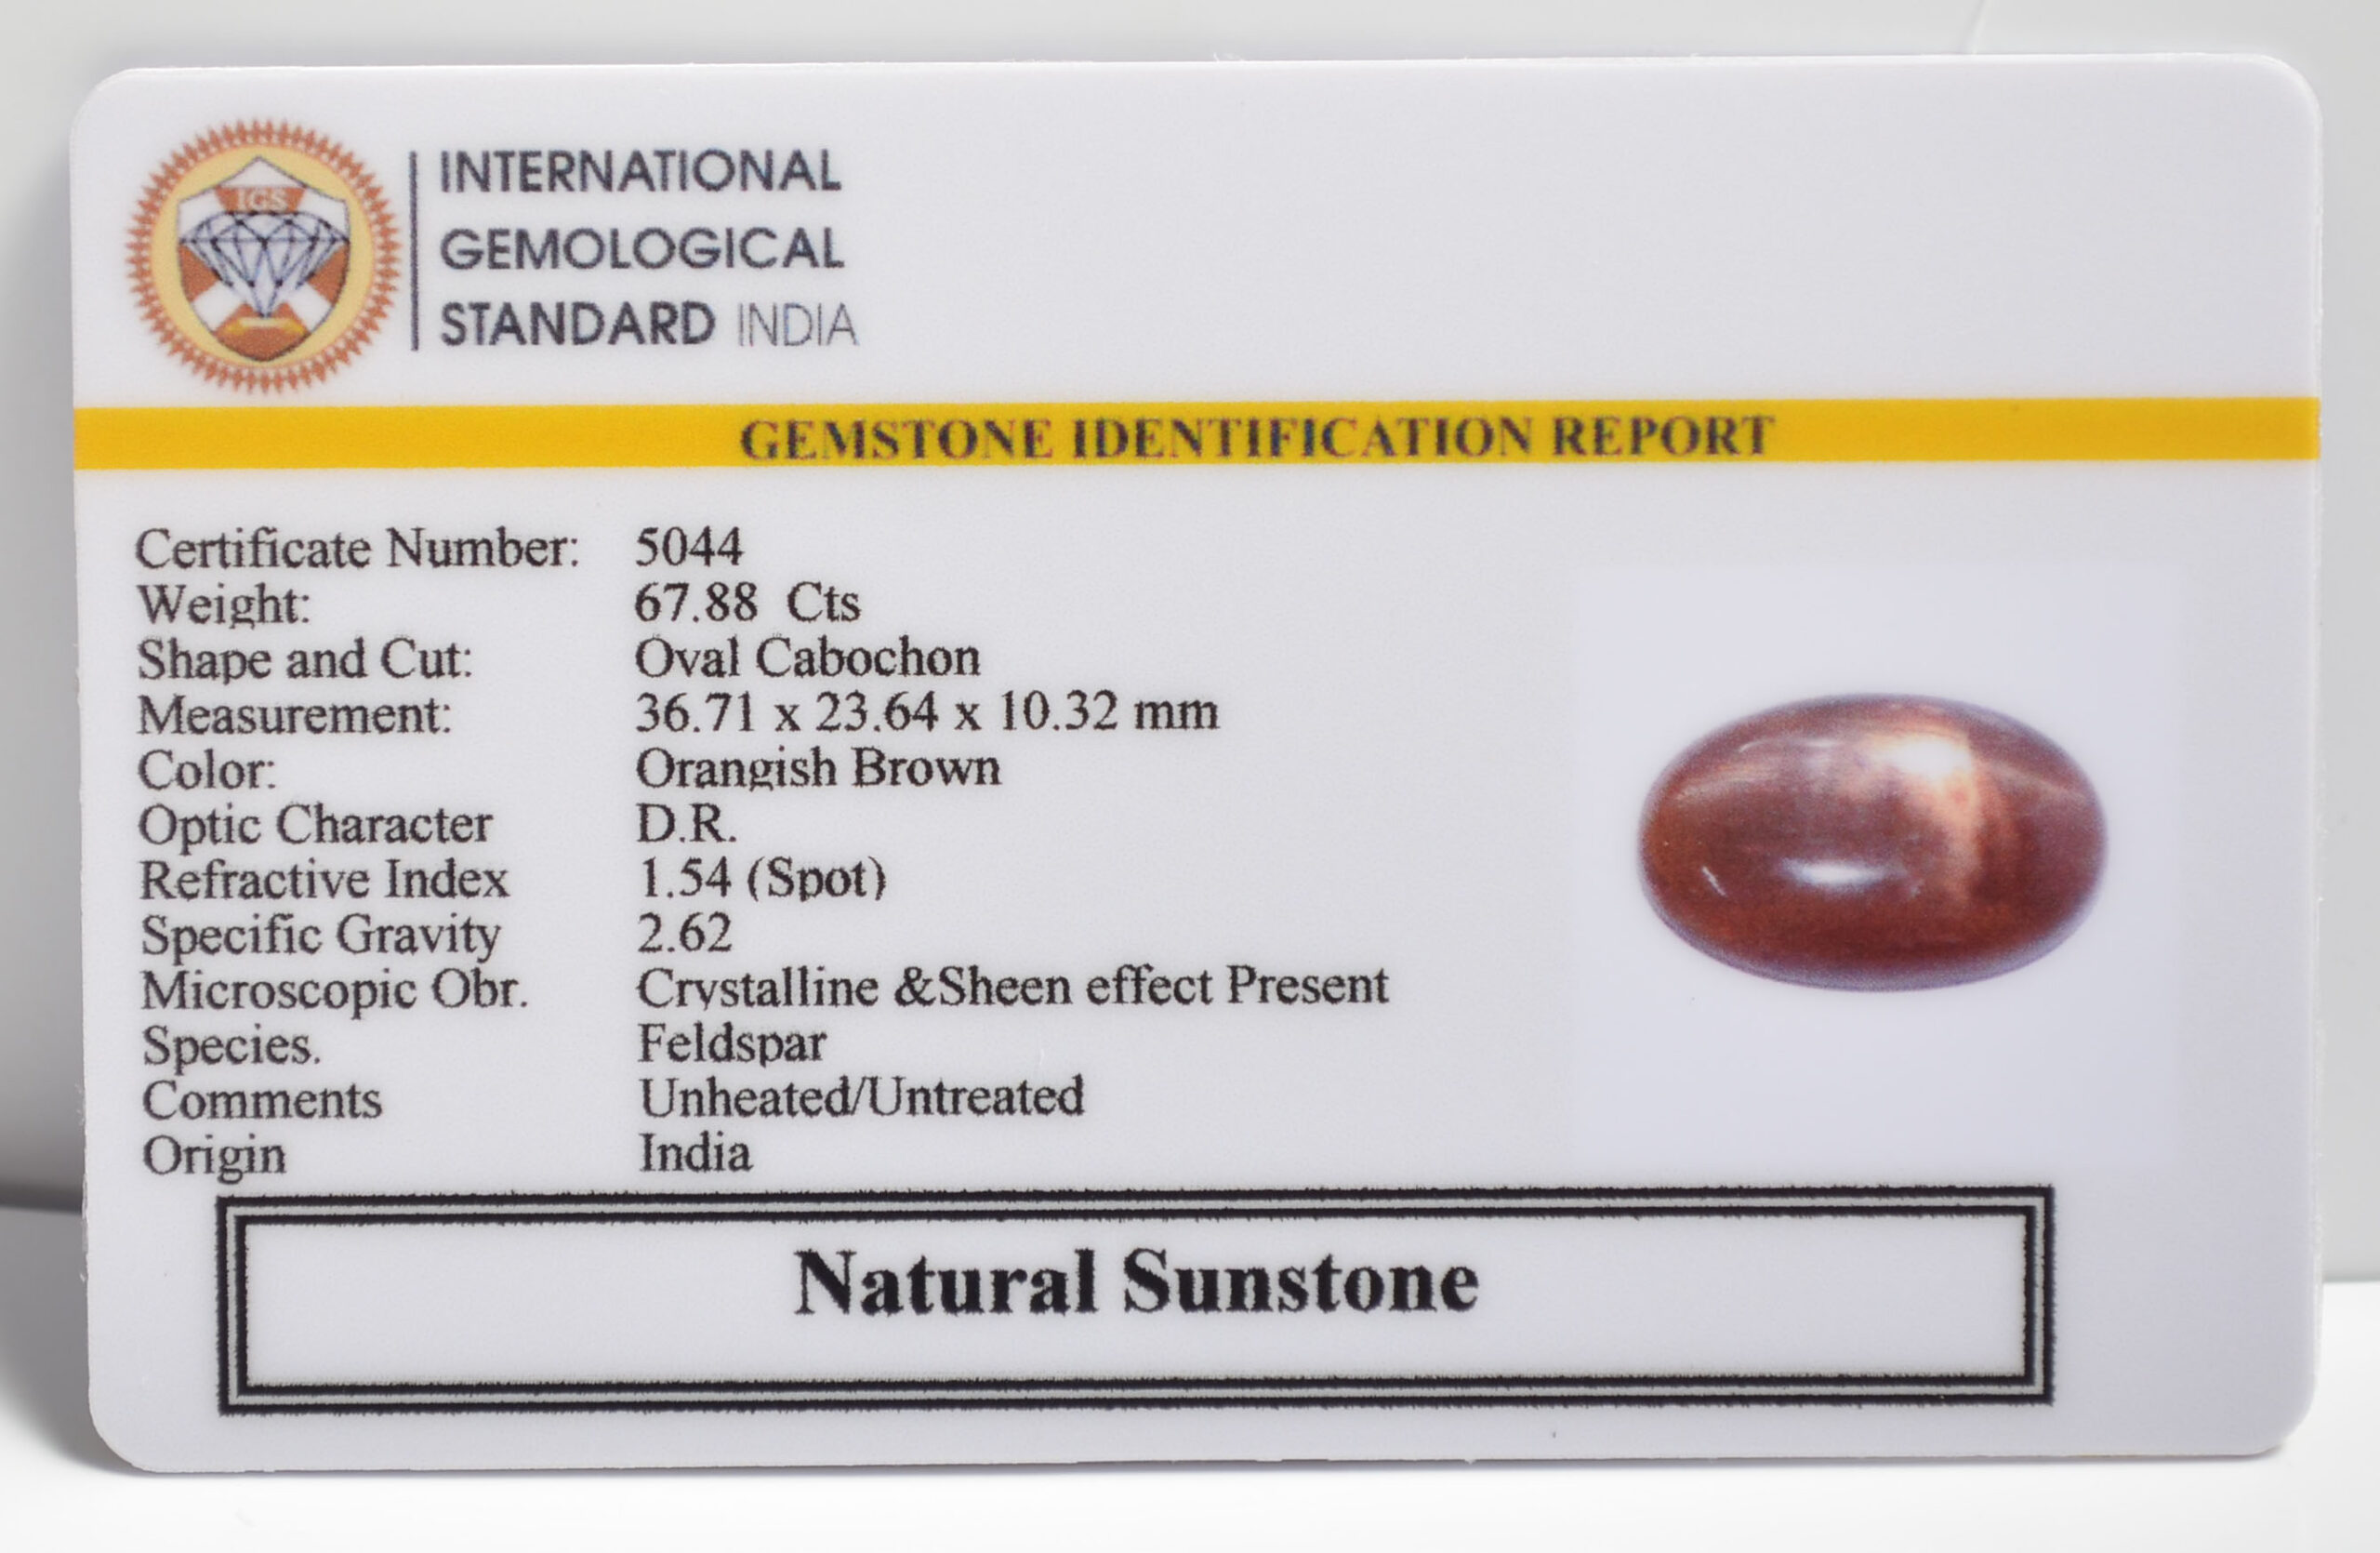 IGS
INTERNATIONAL
GEMOLOGICAL
STANDARD INDIA
GEMSTONE IDENTIFICATION REPORT
Certificate Number: 5044
Weight: 67.88 Cts
Shape and Cut: Oval Cabochon
Measurement: 36.71 x 23.64 x 10.32 mm
Color: Orangish Brown
Optic Character D.R.
Refractive Index 1.54 (Spot)
Specific Gravity 2.62
Microscopic Obr. Crystalline &Sheen effect Present
Species. Feldspar
Comments Unheated/Untreated
Origin India
Natural Sunstone